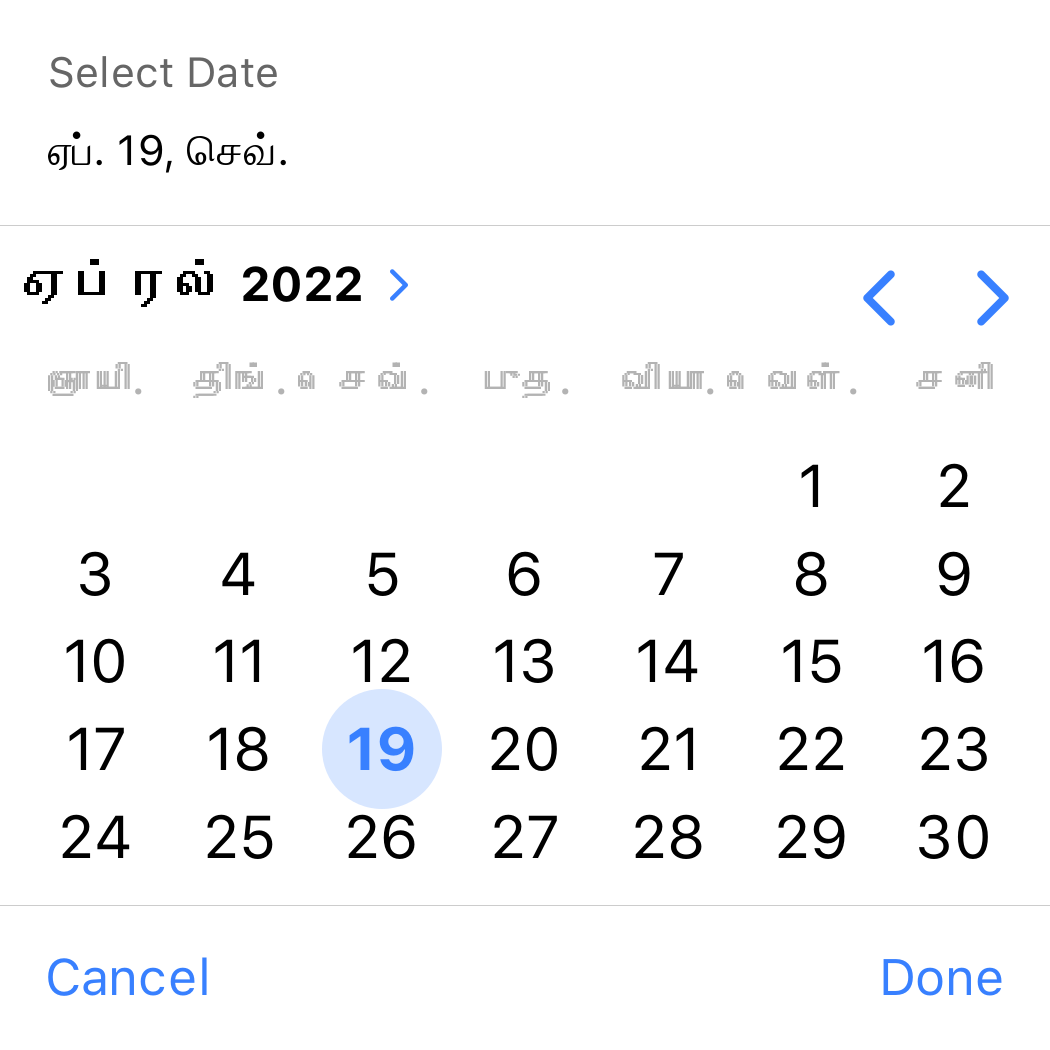 Select Date
ஏப். 19, செவ்.
ஏப்ரல் 2022
ஞாயி. திங். செவ். புத. வியா. வெள். சனி
1 2
3 4 5 6 7 8 9
10 11 12 13 14 15 16
17 18 19 20 21 22 23
24 25 26 27 28 29 30
Cancel Done